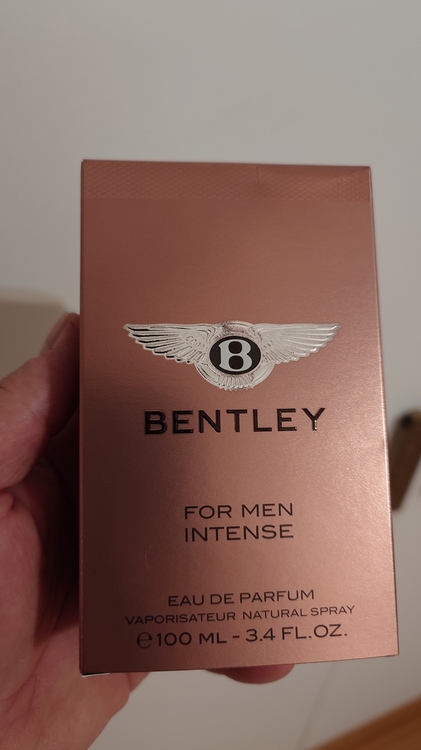 B
BENTLEY
FOR MEN
INTENSE
EAU DE PARFUM
VAPORISATEUR NATURAL SPRAY
℮100 ML - 3.4 FL.OZ.